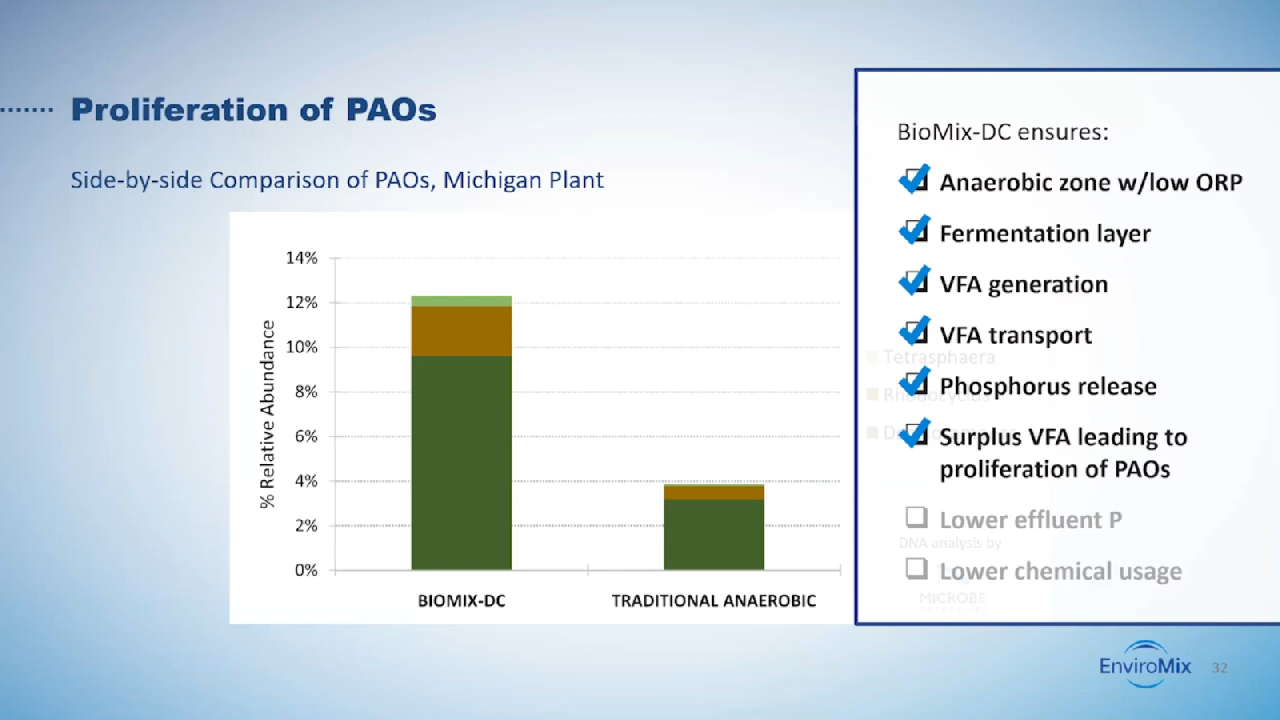 Proliferation of PAOs
Side-by-side Comparison of PAOs, Michigan Plant
14%
12%
10%
8%
6%
4%
2%
0%
% Relative Abundance
BIOMIX-DC
TRADITIONAL ANAEROBIC
BioMix-DC ensures:
Anaerobic zone w/low ORP
Fermentation layer
VFA generation
VFA transport
Tetrasphaera
Phosphorus release
Surplus VFA leading to
proliferation of PAOs
Lower effluent P
DNA analysis by
Lower chemical usage
MICROBE
EnviroMix
32